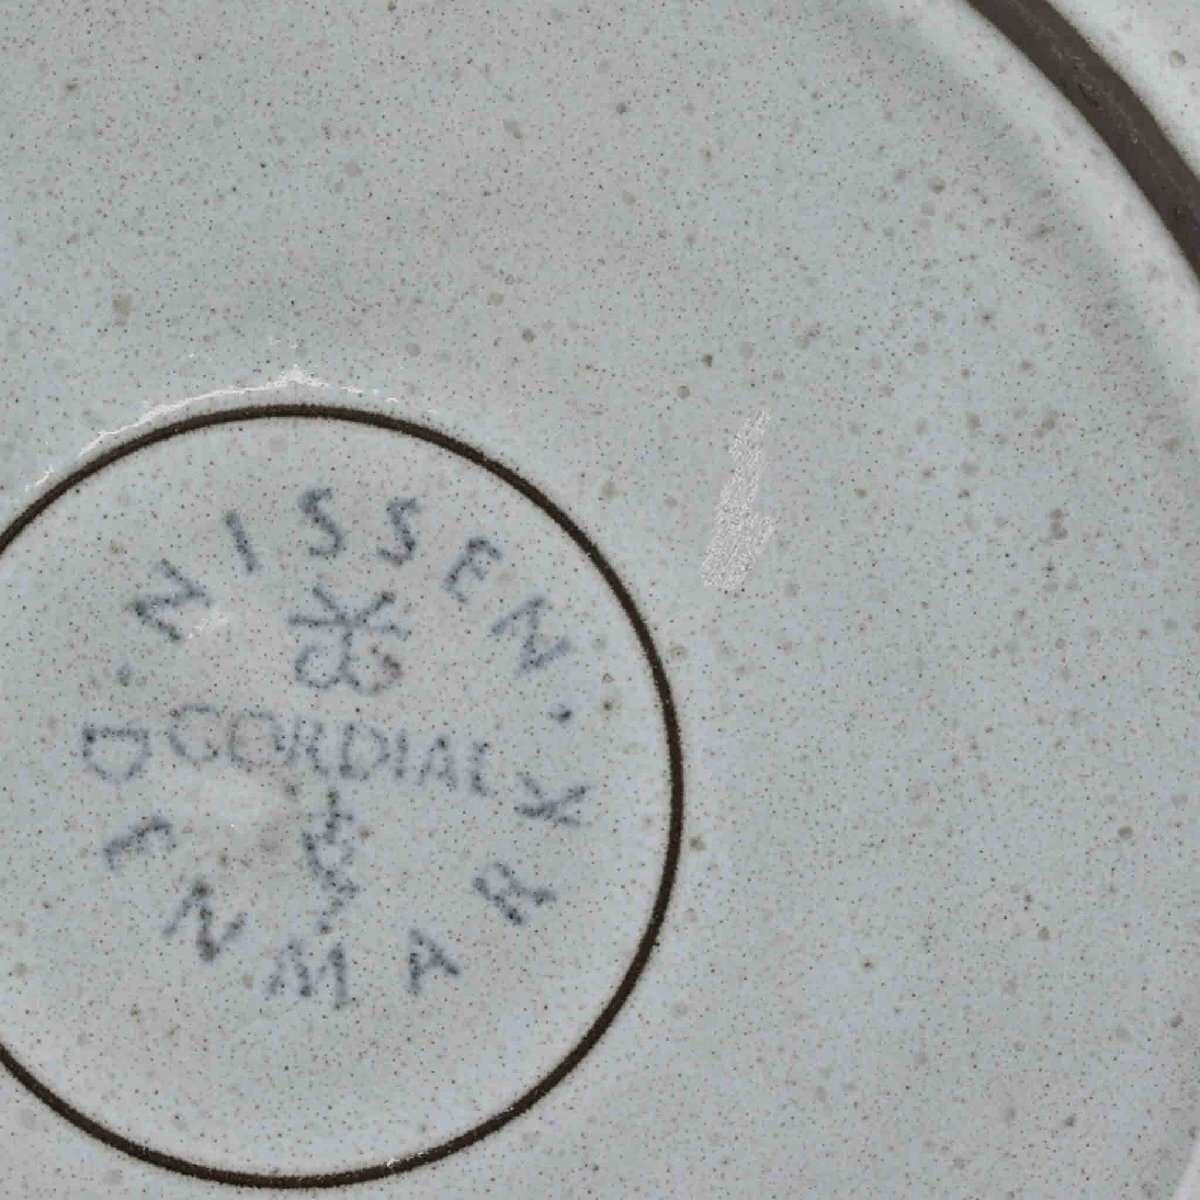 · NISSEN ·
CORDIAL
DENMARK